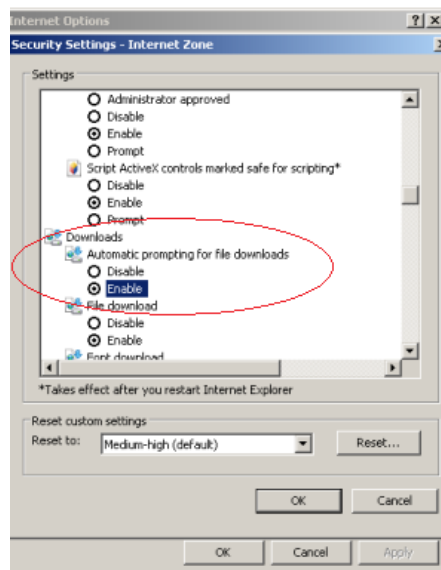 Internet Options
Security Settings - Internet Zone
Settings
Administrator approved
Disable
Enable
Prompt
Script ActiveX controls marked safe for scripting*
Disable
Enable
Prompt
Downloads
Automatic prompting for file downloads
Disable
Enable
File download
Disable
Enable
Font download
*Takes effect after you restart Internet Explorer
Reset custom settings
Reset to: Medium-high (default) Reset...
OK Cancel
OK Cancel Apply